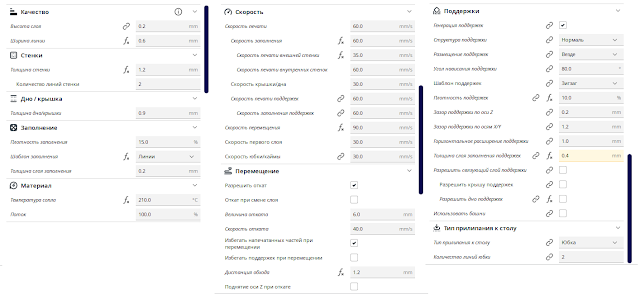 Качество
Высота слоя 0.2 mm
Ширина линии 0.6 mm
Стенки
Толщина стенки 1.2 mm
Количество линий стенки 2
Дно / крышка
Толщина дна/крышки 0.9 mm
Заполнение
Плотность заполнения 15.0 %
Шаблон заполнения Линии
Толщина слоя заполнения 0.2 mm
Материал
Температура сопла 210.0 °C
Поток 100.0 %
Скорость
Скорость печати 60.0 mm/s
Скорость заполнения 60.0 mm/s
Скорость печати внешней стенки 35.0 mm/s
Скорость печати внутренних стенок 60.0 mm/s
Скорость крышки/дна 30.0 mm/s
Скорость печати поддержек 60.0 mm/s
Скорость заполнения поддержек 60.0 mm/s
Скорость перемещения 90.0 mm/s
Скорость первого слоя 30.0 mm/s
Скорость юбки/каймы 30.0 mm/s
Перемещение
Разрешить откат
Откат при смене слоя
Величина отката 6.0 mm
Скорость отката 40.0 mm/s
Избегать напечатанных частей при
перемещении
Избегать поддержек при перемещении
Дистанция обхода 1.2 mm
Поднятие оси Z при откате
Поддержки
Генерация поддержек
Структура поддержек Нормаль
Размещение поддержек Везде
Угол нависания поддержки 80.0 °
Шаблон поддержек Зигзаг
Плотность поддержек 10.0 %
Зазор поддержки по оси Z 0.2 mm
Зазор поддержки по осям X/Y 1.2 mm
Горизонтальное расширение поддержки 1.0 mm
Толщина слоя заполнения поддержек 0.4 mm
Разрешить связующий слой поддержки
Разрешить крышу поддержек
Разрешить дно поддержек
Использовать башни
Тип прилипания к столу
Тип прилипания к столу Юбка
Количество линий юбки 2